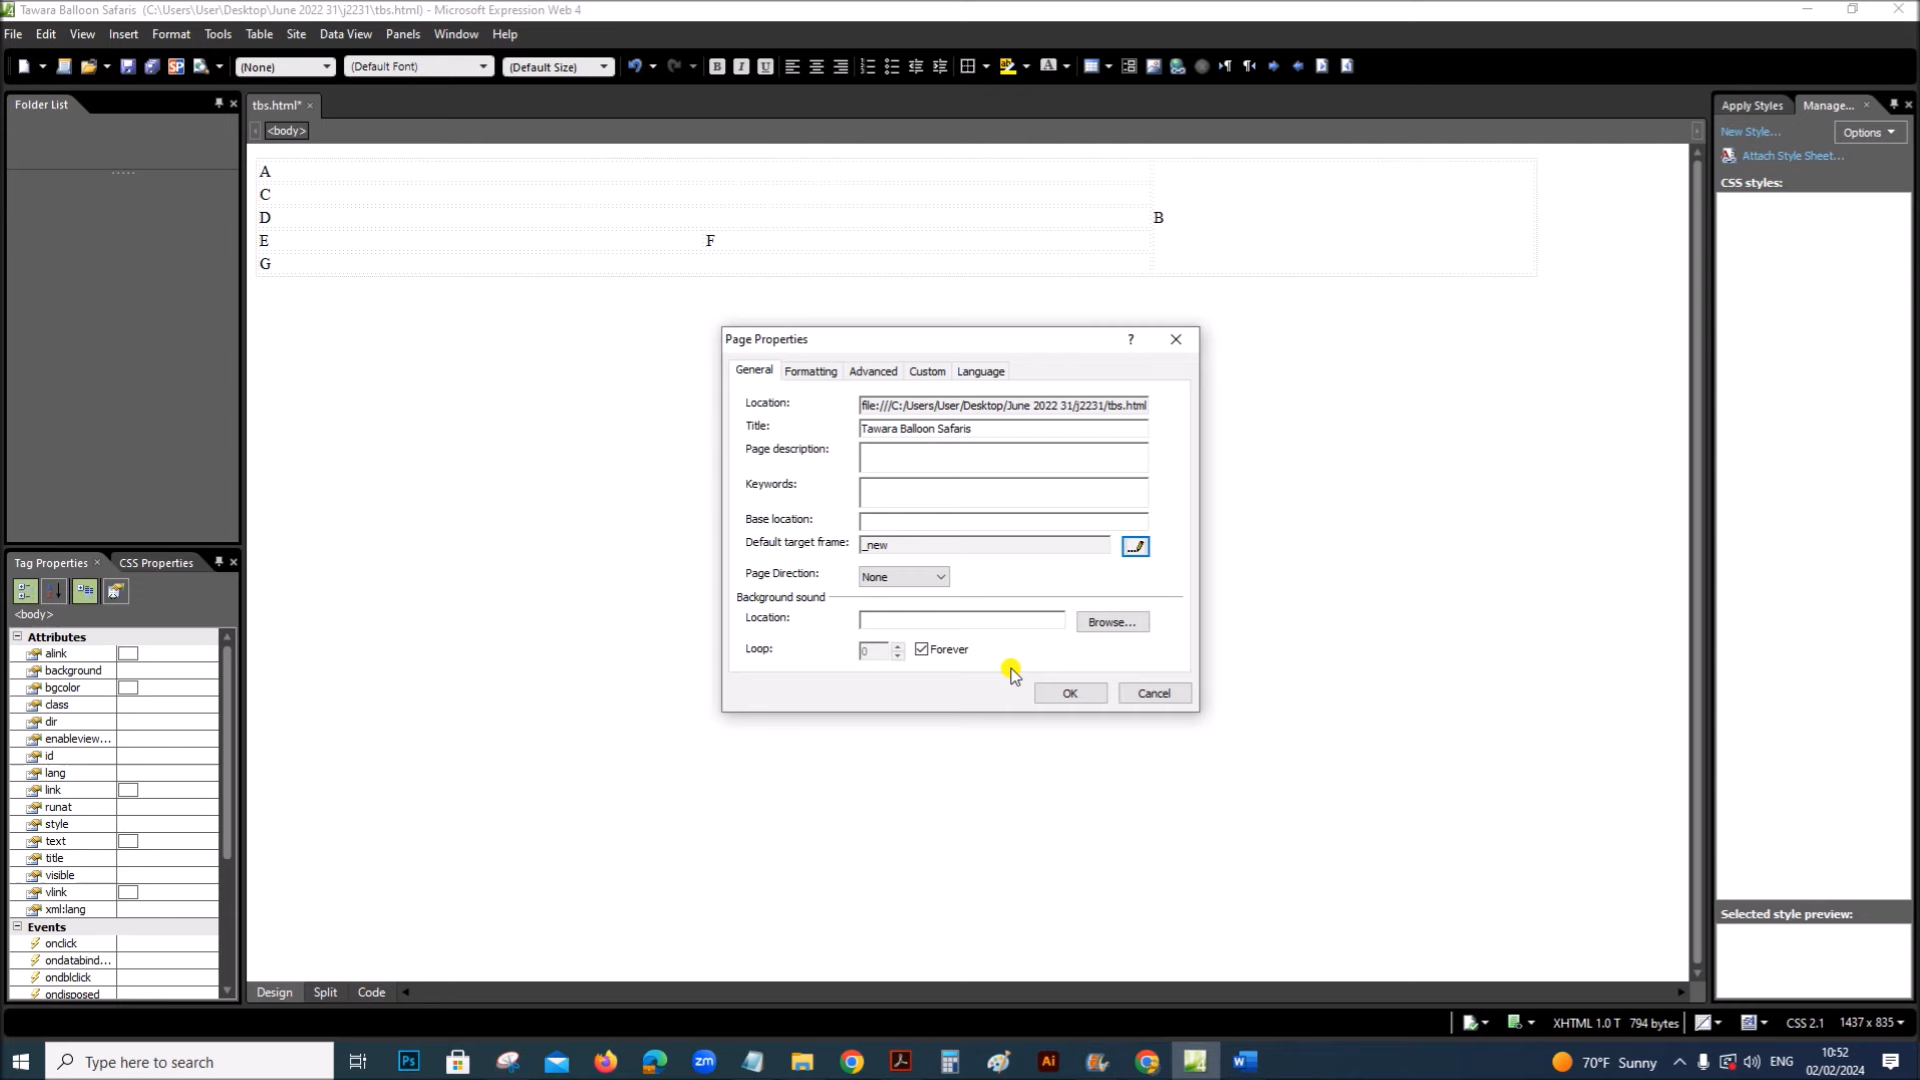 Tawara Balloon Safaris (C:\Users\User\Desktop\June 2022 31\j2231\tbs.html) - Microsoft Expression Web 4
File Edit View Insert Format Tools Table Site Data View Panels Window Help
(None) (Default Font) (Default Size)
Folder List
tbs.html*
<body>
A
C
D
B
E
F
G
Page Properties
General Formatting Advanced Custom Language
Location: file:///C:/Users/User/Desktop/June 2022 31/j2231/tbs.html
Title: Tawara Balloon Safaris
Page description:
Keywords:
Base location:
Default target frame: _new
Page Direction: None
Background sound
Location: Browse...
Loop: 0 Forever
OK Cancel
Apply Styles Manage...
New Style... Options
Attach Style Sheet...
CSS styles:
Selected style preview:
Tag Properties CSS Properties
<body>
Attributes
alink
background
bgcolor
class
dir
enableview...
id
lang
link
runat
style
text
title
visible
vlink
xml:lang
Events
onclick
ondatabind...
ondblclick
ondisposed
Design Split Code
XHTML 1.0 T 794 bytes CSS 2.1 1437 x 835
Type here to search
Ps
zm
Ai
70°F Sunny
ENG
10:52
02/02/2024